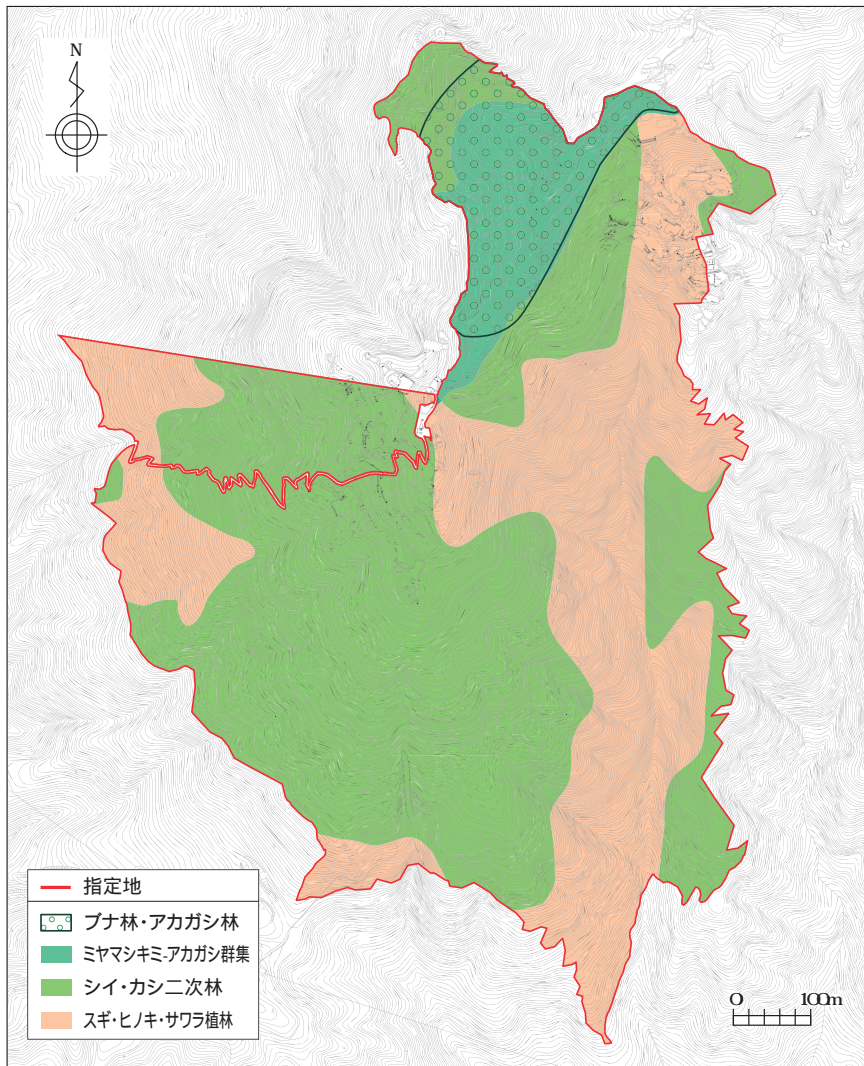 N
指定地
ブナ林・アカガシ林
ミヤマシキミ-アカガシ群集
シイ・カシ二次林
スギ・ヒノキ・サワラ植林
0 100m